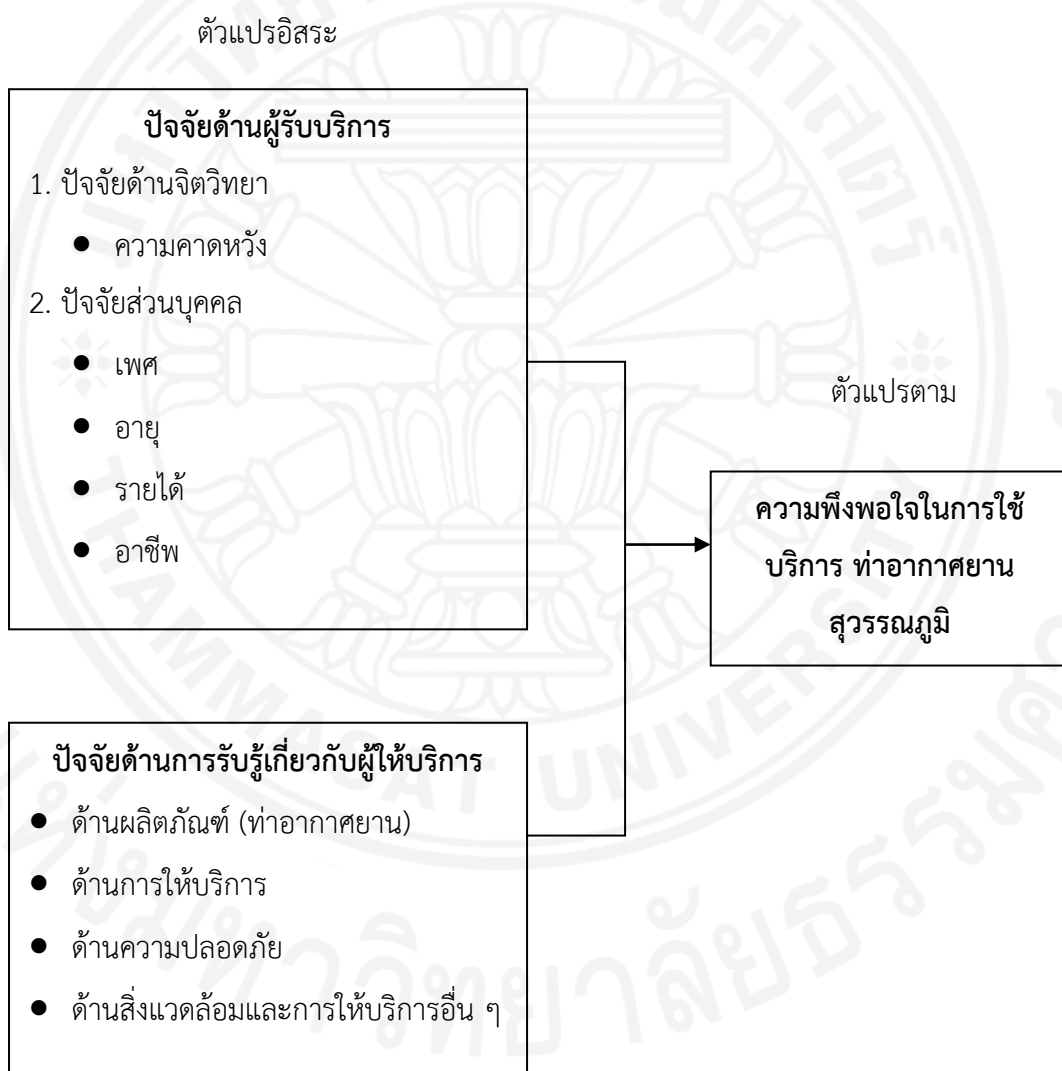 ตัวแปรอิสระ
ปัจจัยด้านผู้รับบริการ
1. ปัจจัยด้านจิตวิทยา
● ความคาดหวัง
2. ปัจจัยส่วนบุคคล
● เพศ
● อายุ
● รายได้
● อาชีพ
ตัวแปรตาม
ความพึงพอใจในการใช้
บริการ ท่าอากาศยาน
สุวรรณภูมิ
ปัจจัยด้านการรับรู้เกี่ยวกับผู้ให้บริการ
● ด้านผลิตภัณฑ์ (ท่าอากาศยาน)
● ด้านการให้บริการ
● ด้านความปลอดภัย
● ด้านสิ่งแวดล้อมและการให้บริการอื่น ๆ
THAMMASAT UNIVERSITY